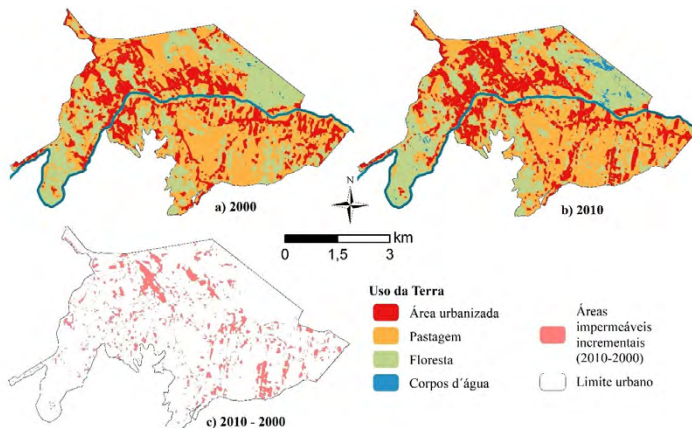 a) 2000
b) 2010
N
km
0 1,5 3
Uso da Terra
Área urbanizada
Pastagem
Floresta
Corpos d´água
Áreas
impermeáveis
incrementais
(2010-2000)
Limite urbano
c) 2010 - 2000